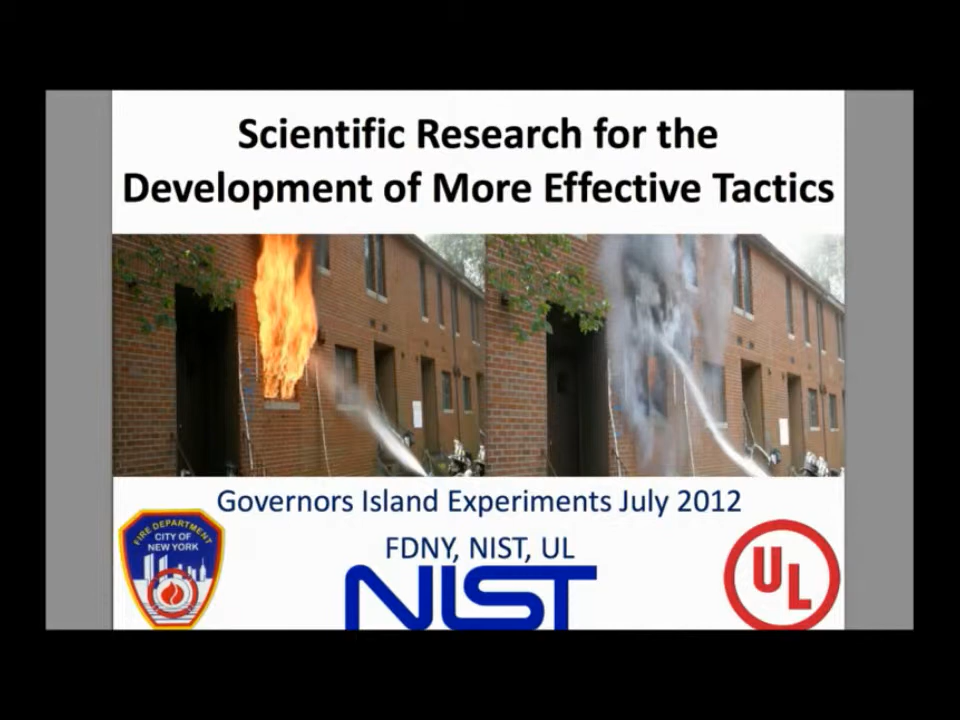 Scientific Research for the
Development of More Effective Tactics
Governors Island Experiments July 2012
FDNY, NIST, UL
FIRE DEPARTMENT
CITY OF
NEW YORK
NIST
UL